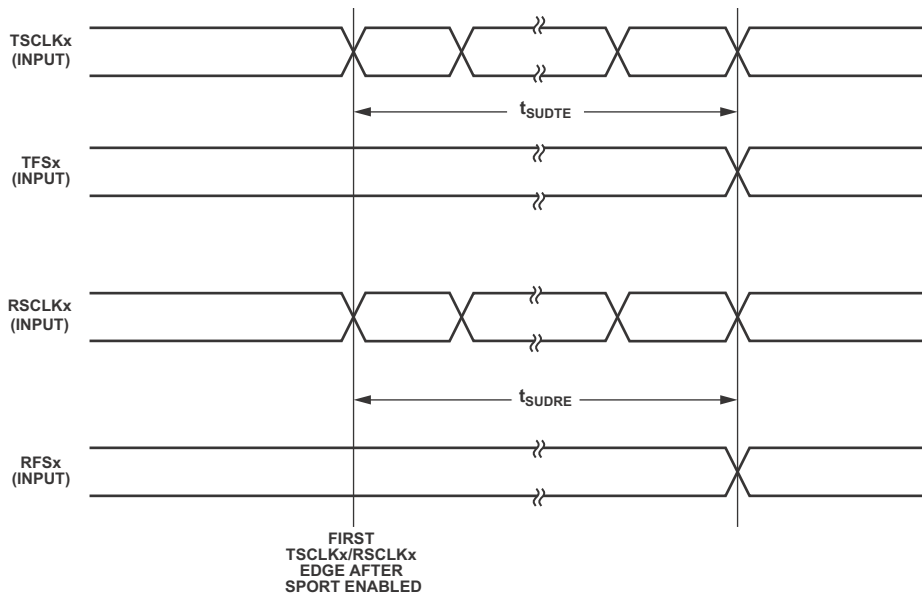 TSCLKx
(INPUT)
tSUDTE
TFSx
(INPUT)
RSCLKx
(INPUT)
tSUDRE
RFSx
(INPUT)
FIRST
TSCLKx/RSCLKx
EDGE AFTER
SPORT ENABLED